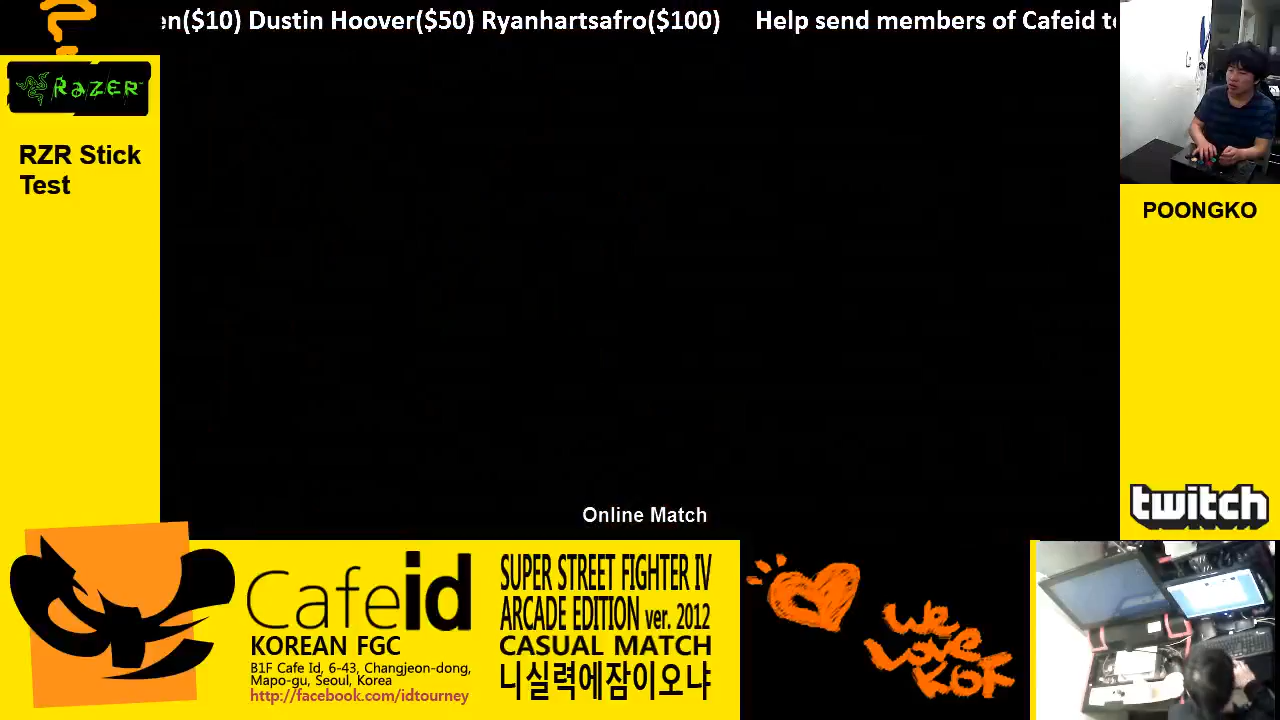 en($10) Dustin Hoover($50) Ryanhartsafro($100) Help send members of Cafeid to
RAZER
RZR Stick
Test
POONGKO
Online Match
twitch
Cafeid
KOREAN FGC
B1F Cafe Id, 6-43, Changjeon-dong,
Mapo-gu, Seoul, Korea
http://facebook.com/idtourney
SUPER STREET FIGHTER IV
ARCADE EDITION ver. 2012
CASUAL MATCH
니실력에잠이오냐
We
Love
KOF